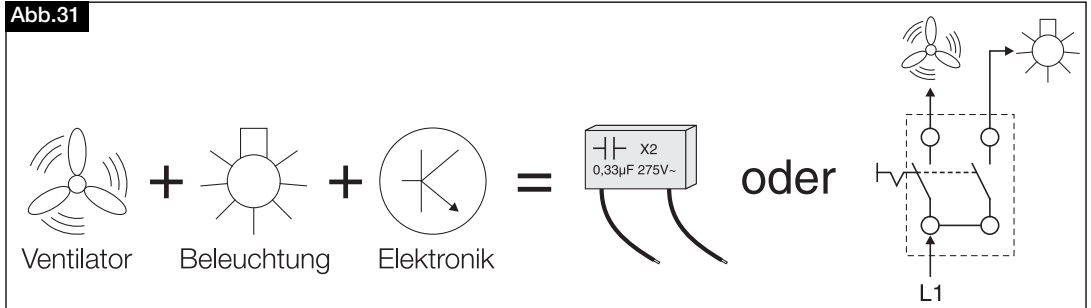 Abb.31
X2
0,33µF 275V~
oder
Ventilator
Beleuchtung
Elektronik
L1